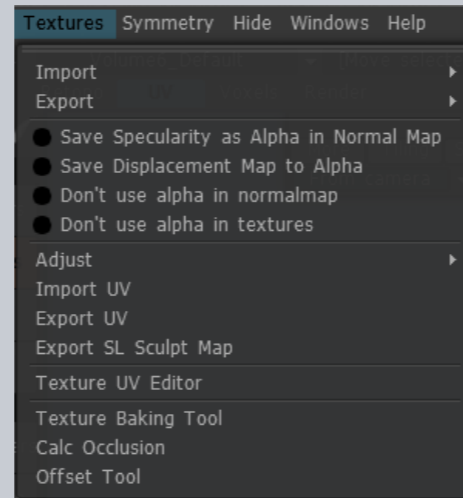 Textures Symmetry Hide Windows Help
Import
Export
Save Specularity as Alpha in Normal Map
Save Displacement Map to Alpha
Don't use alpha in normalmap
Don't use alpha in textures
Adjust
Import UV
Export UV
Export SL Sculpt Map
Texture UV Editor
Texture Baking Tool
Calc Occlusion
Offset Tool